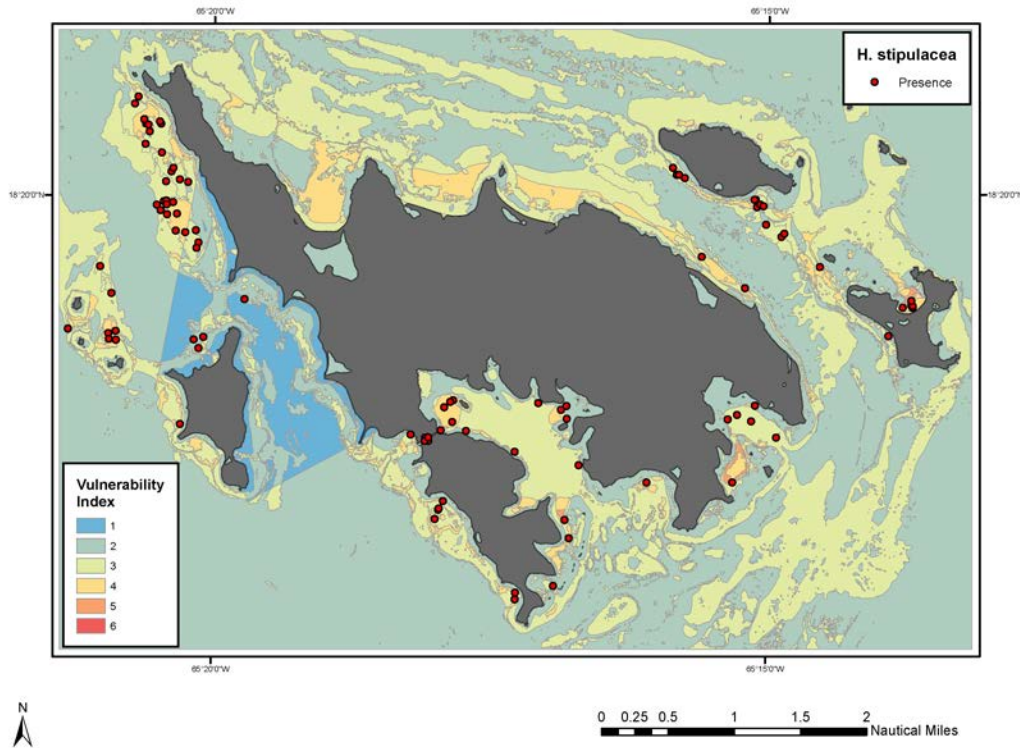 65°20'0"W
65°15'0"W
H. stipulacea
Presence
18°20'0"N
18°20'0"N
Vulnerability
Index
1
2
3
4
5
6
65°20'0"W
65°15'0"W
N
0 0.25 0.5 1 1.5 2
Nautical Miles